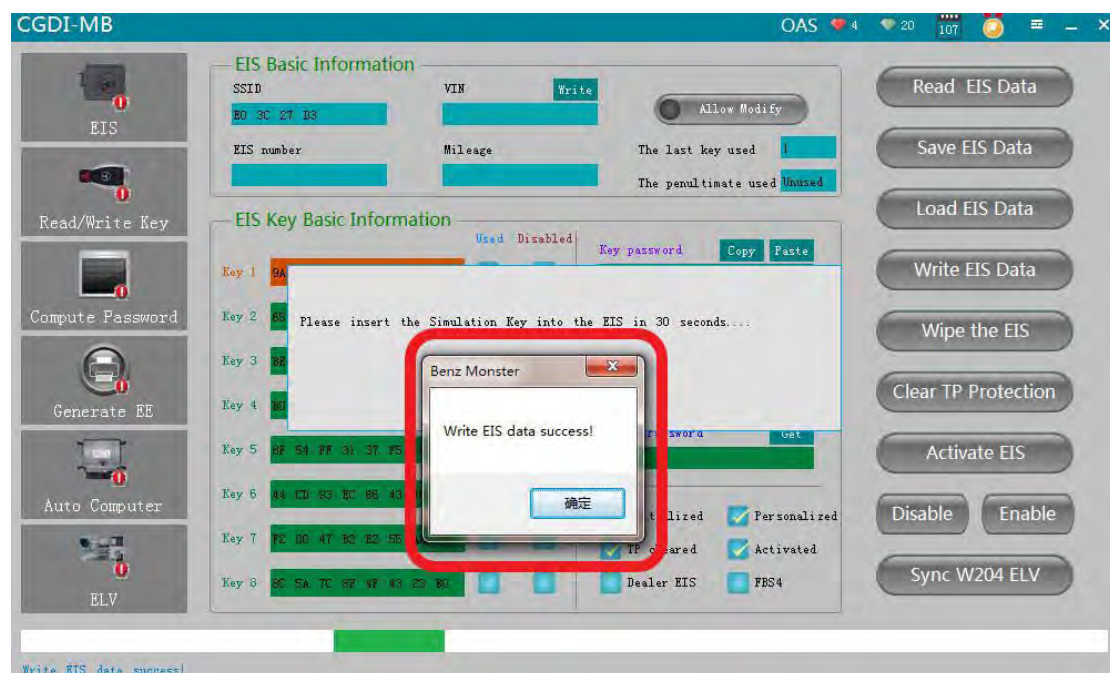 CGDI-MB
OAS 4 20 107
EIS Basic Information
SSID VIN Write
E0 3C 27 D3
Allow Modify
EIS number Mileage The last key used 1
The penultimate used Unused
EIS Key Basic Information
Used Disabled
Key password Copy Paste
Key 1 9A
Key 2
Key 3
Key 4
Please insert the Simulation Key into the EIS in 30 seconds....
Benz Monster
Write EIS data success!
确定
Get
Key 5 8F 54 FF 31 37 F5
Key 6 44 CD 93 EC 86 43
Key 7 F2 D0 47 B2 E2 55
Key 8 8C 5A 7C 8F 4F 43 23 B0
Personalized
TP cleared Activated
Dealer EIS FBS4
EIS
Read/Write Key
Compute Password
Generate EE
Auto Computer
ELV
Read EIS Data
Save EIS Data
Load EIS Data
Write EIS Data
Wipe the EIS
Clear TP Protection
Activate EIS
Disable Enable
Sync W204 ELV
Write EIS data success!